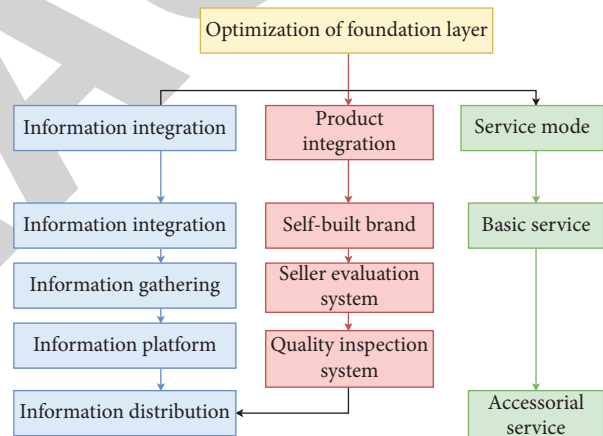 Optimization of foundation layer
Information integration
Product
integration
Service mode
Information integration
Self-built brand
Basic service
Information gathering
Seller evaluation
system
Information platform
Quality inspection
system
Information distribution
Accessorial
service